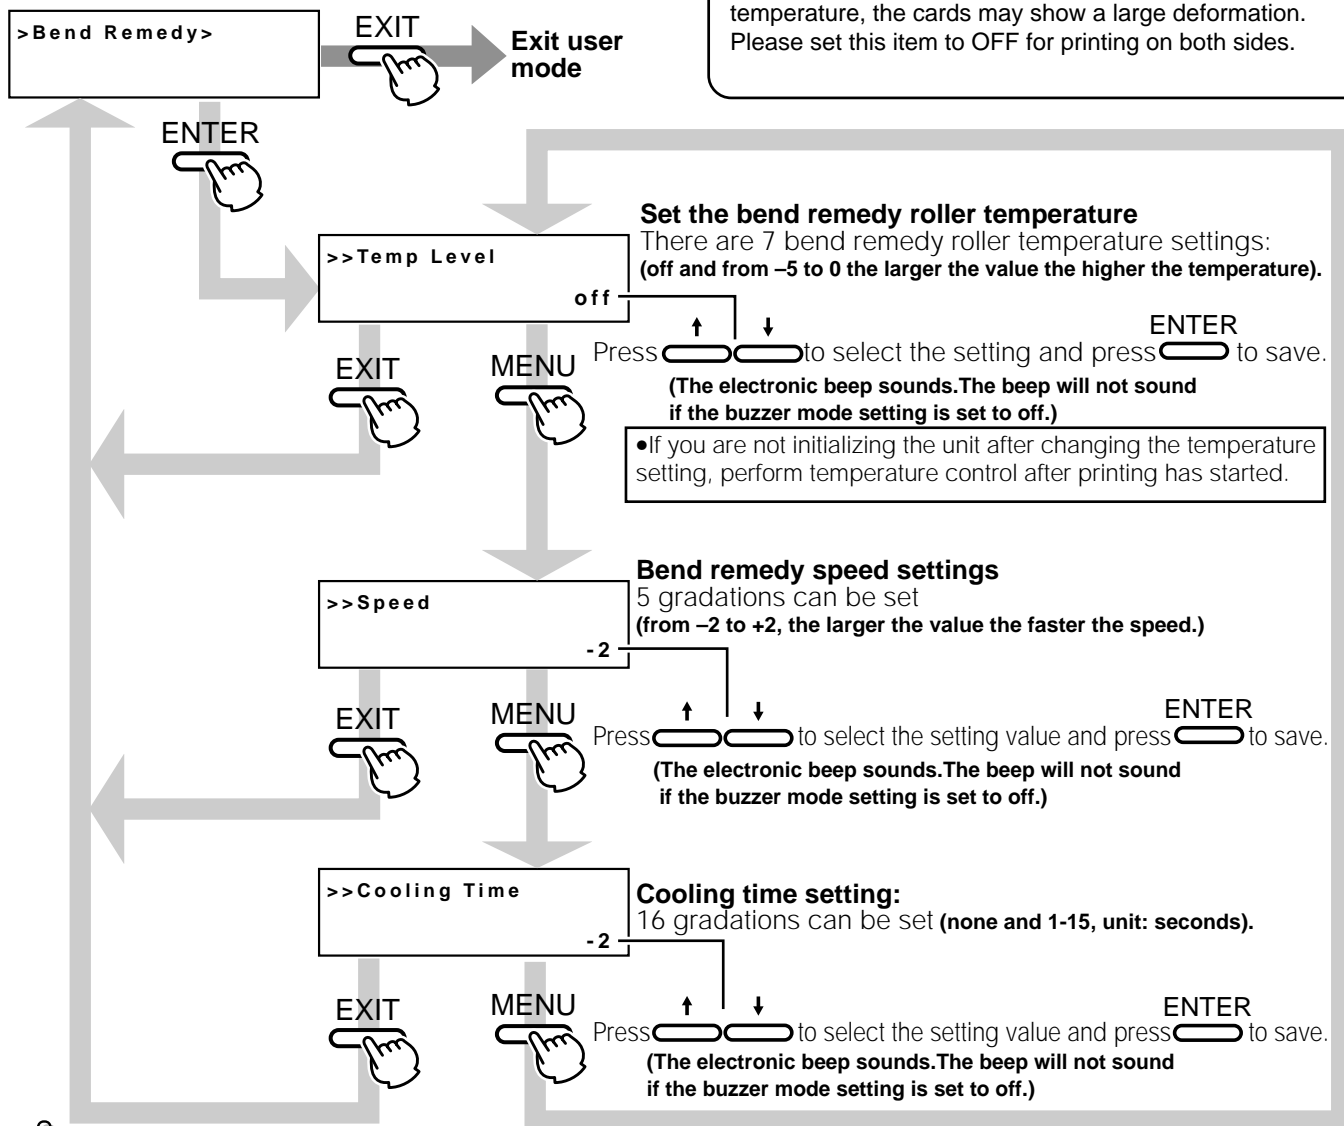 temperature, the cards may show a large deformation.
Please set this item to OFF for printing on both sides.
>Bend Remedy>
EXIT
Exit user
mode
ENTER
Set the bend remedy roller temperature
There are 7 bend remedy roller temperature settings:
(off and from –5 to 0 the larger the value the higher the temperature).
>>Temp Level
off
EXIT
MENU
ENTER
Press to select the setting and press to save.
(The electronic beep sounds.The beep will not sound
if the buzzer mode setting is set to off.)
●If you are not initializing the unit after changing the temperature
setting, perform temperature control after printing has started.
Bend remedy speed settings
5 gradations can be set
(from –2 to +2, the larger the value the faster the speed.)
>>Speed
-2
EXIT
MENU
ENTER
Press to select the setting value and press to save.
(The electronic beep sounds.The beep will not sound
if the buzzer mode setting is set to off.)
>>Cooling Time
-2
Cooling time setting:
16 gradations can be set (none and 1-15, unit: seconds).
EXIT
MENU
ENTER
Press to select the setting value and press to save.
(The electronic beep sounds.The beep will not sound
if the buzzer mode setting is set to off.)